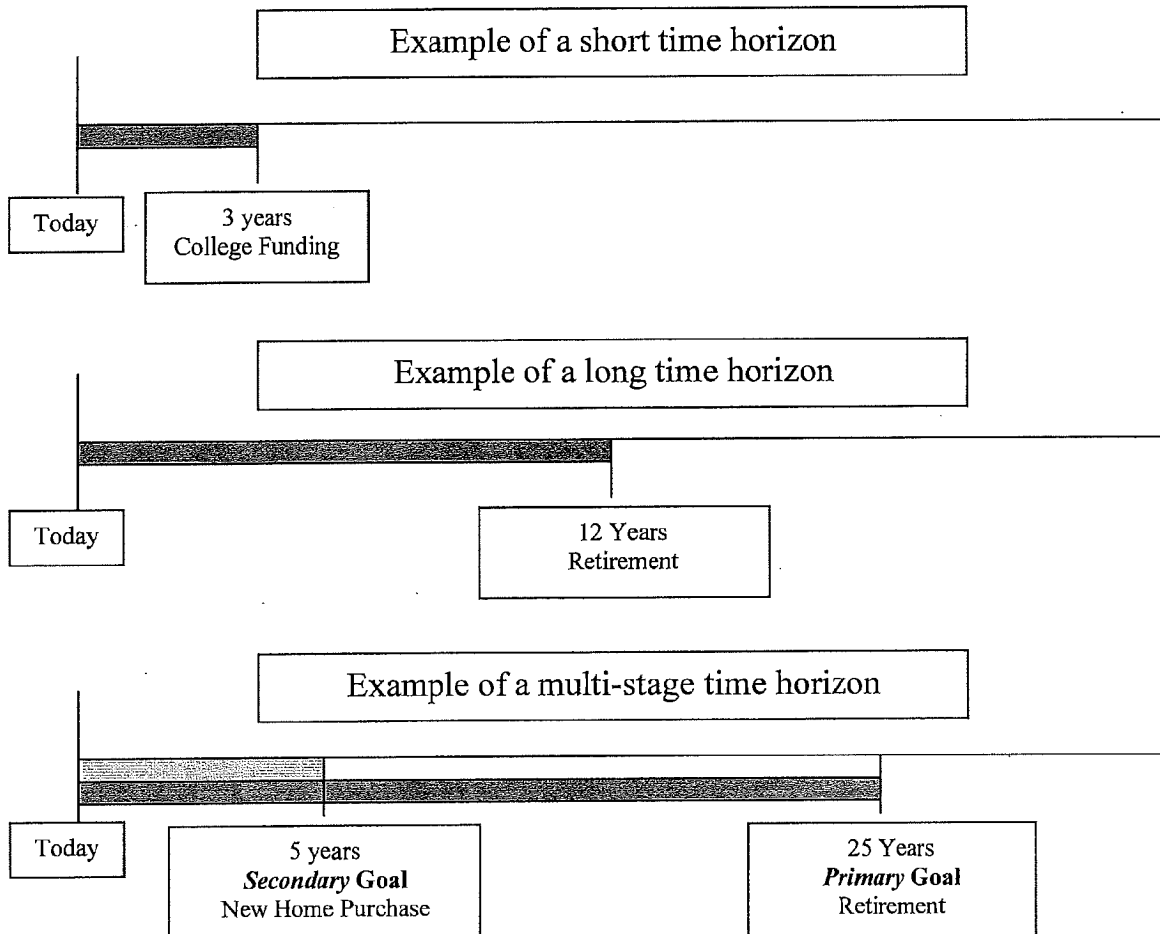 Example of a short time horizon
Today
3 years
College Funding
Example of a long time horizon
Today
12 Years
Retirement
Example of a multi-stage time horizon
Today
5 years
Secondary Goal
New Home Purchase
25 Years
Primary Goal
Retirement